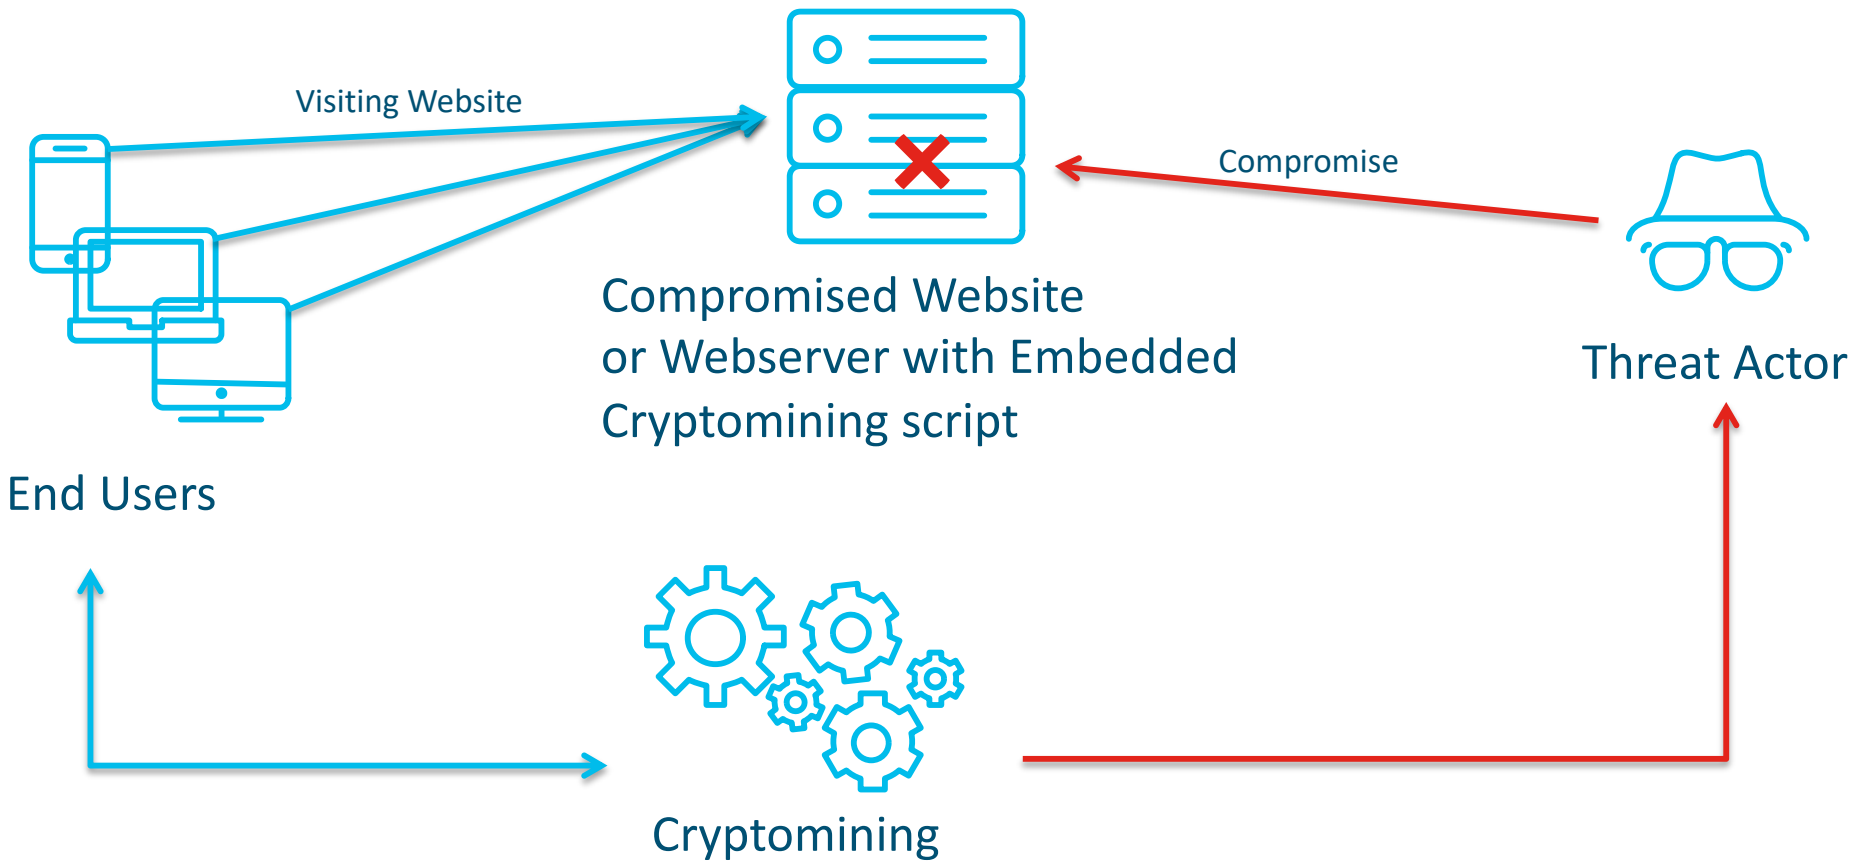 Visiting Website
Compromise
Compromised Website
or Webserver with Embedded
Cryptomining script
Threat Actor
End Users
Cryptomining